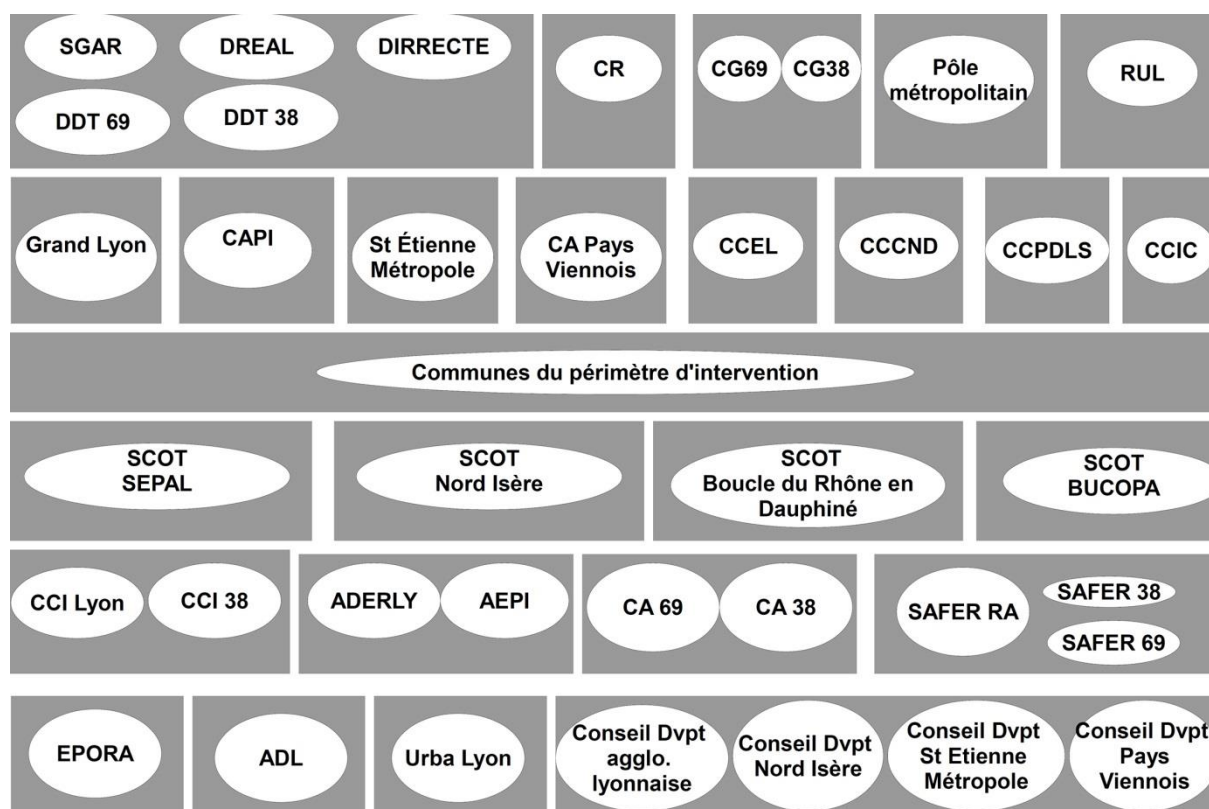 SGAR
DREAL
DIRRECTE
DDT 69
DDT 38
CR
CG69
CG38
Pôle
métropolitain
RUL
Grand Lyon
CAPI
St Étienne
Métropole
CA Pays
Viennois
CCEL
CCCND
CCPDLS
CCIC
Communes du périmètre d'intervention
SCOT
SEPAL
SCOT
Nord Isère
SCOT
Boucle du Rhône en
Dauphiné
SCOT
BUCOPA
CCI Lyon
CCI 38
ADERLY
AEPI
CA 69
CA 38
SAFER RA
SAFER 38
SAFER 69
EPORA
ADL
Urba Lyon
Conseil Dvpt
agglo.
lyonnaise
Conseil Dvpt
Nord Isère
Conseil Dvpt
St Etienne
Métropole
Conseil Dvpt
Pays
Viennois